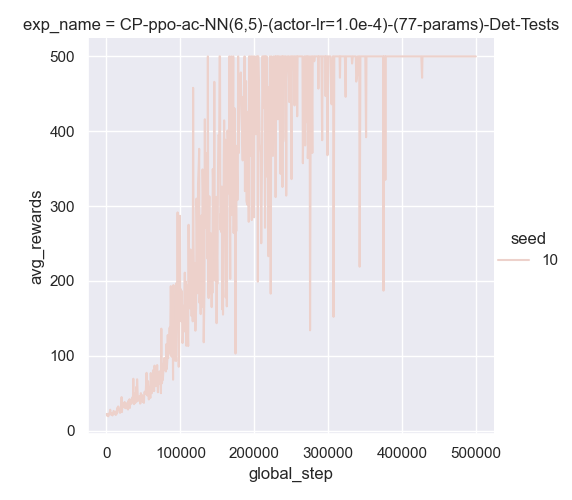 exp_name = CP-ppo-ac-NN(6,5)-(actor-lr=1.0e-4)-(77-params)-Det-Tests
500
400
300
200
100
0
avg_rewards
0 100000 200000 300000 400000 500000
global_step
seed
10